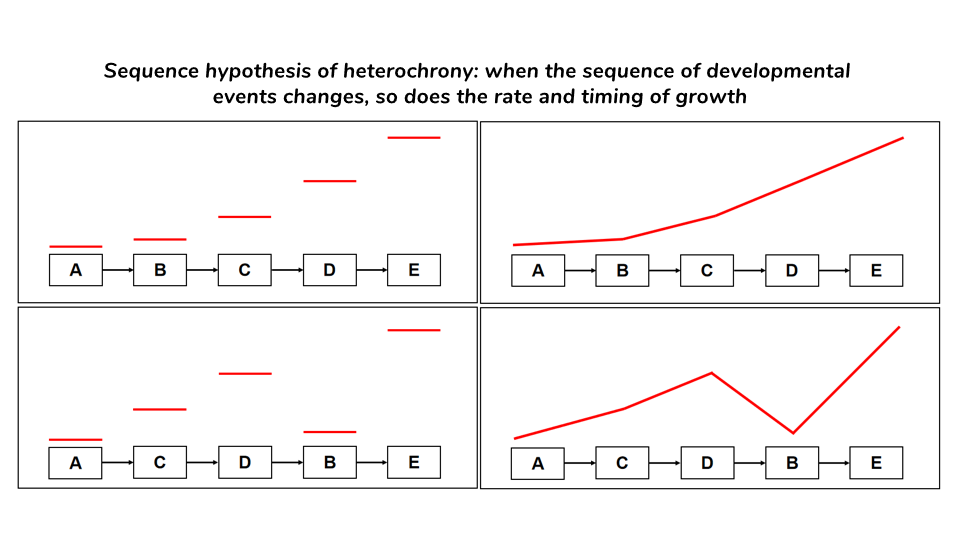 Sequence hypothesis of heterochrony: when the sequence of developmental
events changes, so does the rate and timing of growth
A B C D E
A B C D E
A C D B E
A C D B E